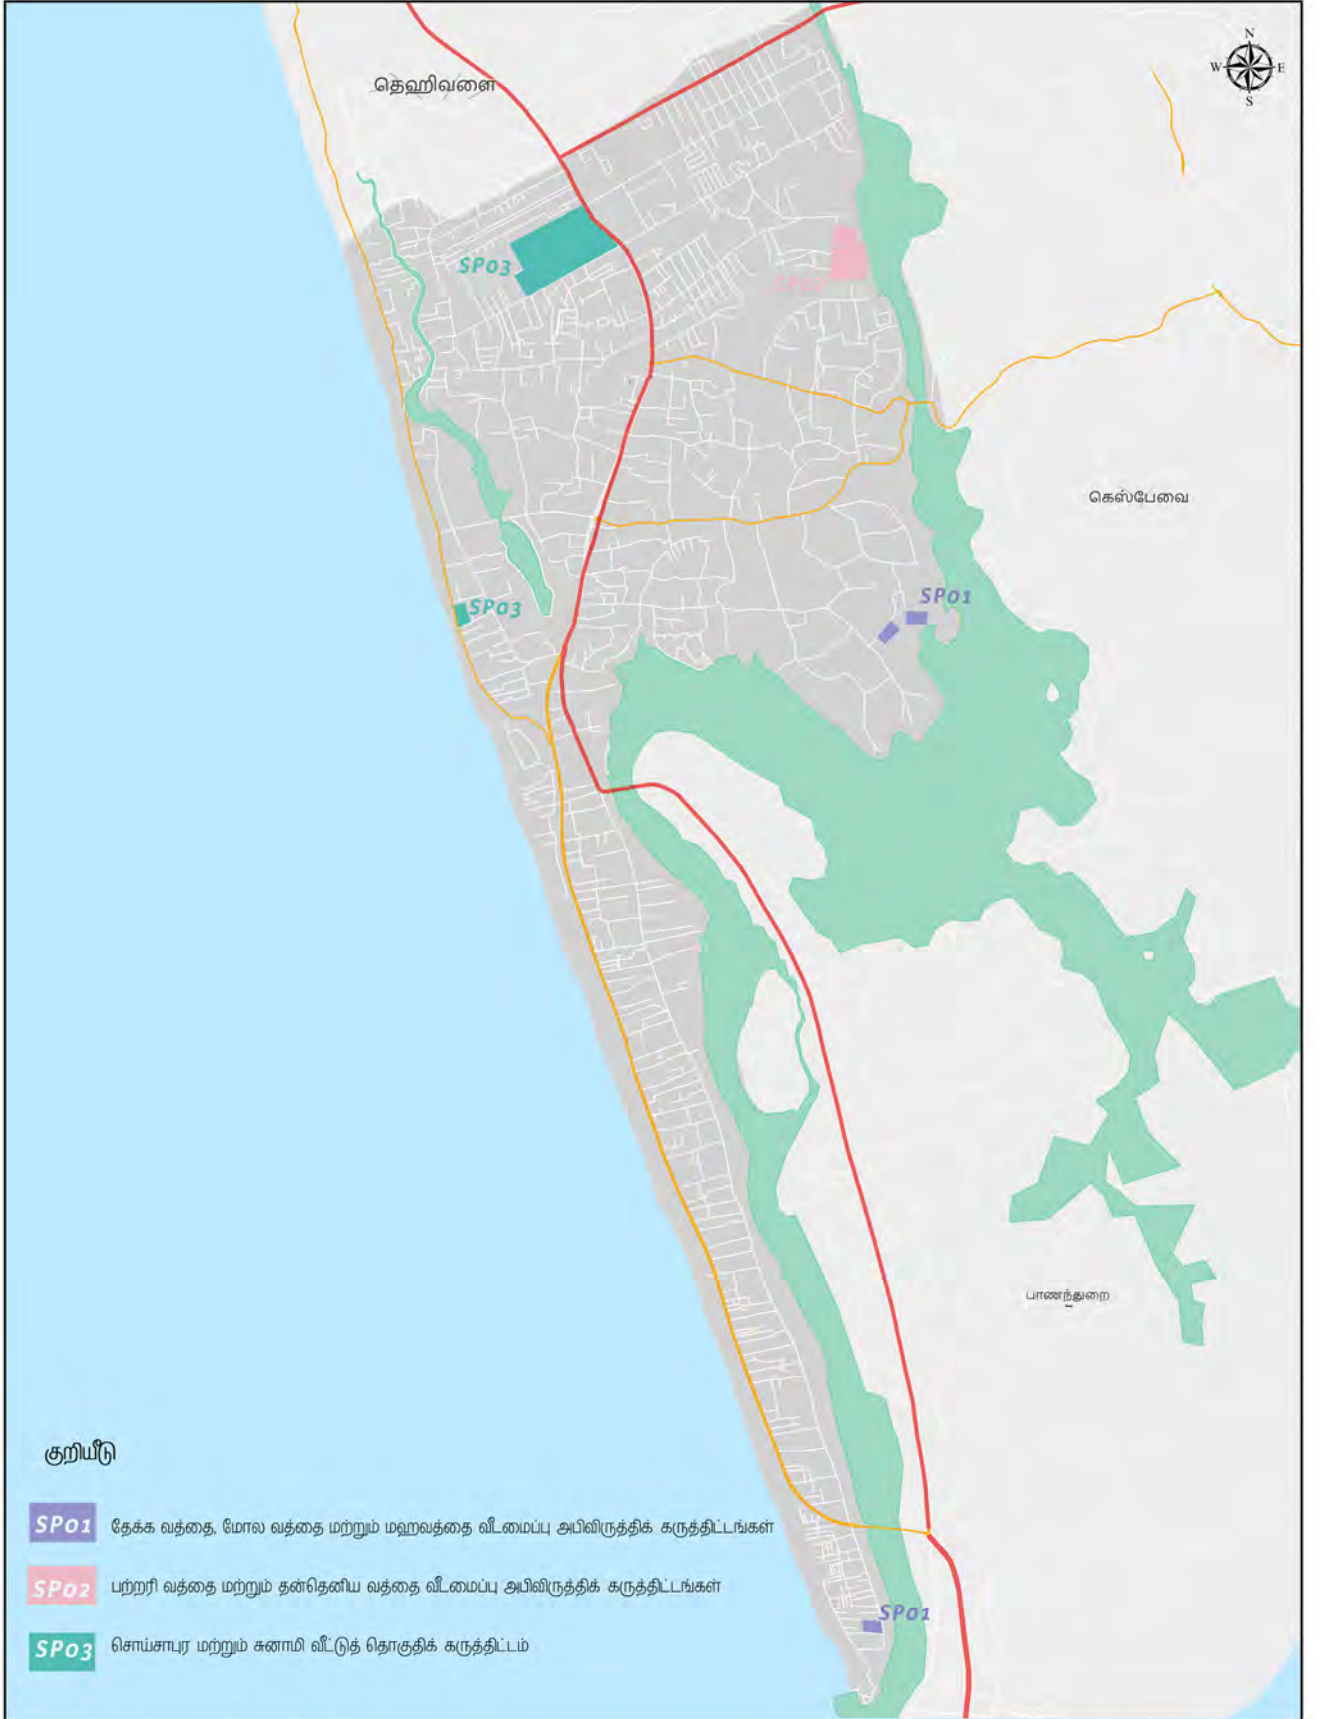 N
W E
S
தெஹிவளை
SP03
SP02
கெஸ்பேவை
SP01
SP03
பாணந்துறை
குறியீடு
SP01 தேக்க வத்தை, மோல வத்தை மற்றும் மஹவத்தை வீடமைப்பு அபிவிருத்திக் கருத்திட்டங்கள்
SP02 பற்றரி வத்தை மற்றும் தன்தெனிய வத்தை வீடமைப்பு அபிவிருத்திக் கருத்திட்டங்கள்
SP01
SP03 சொய்சாபுர மற்றும் சுனாமி வீட்டுத் தொகுதிக் கருத்திட்டம்